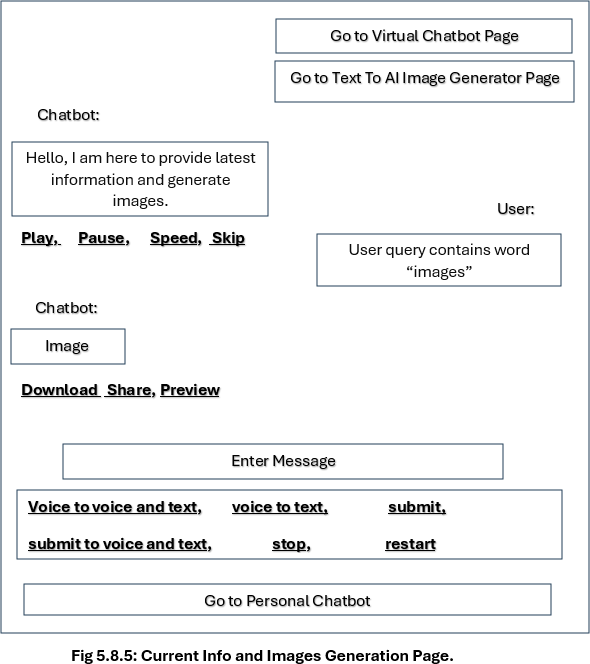 Go to Virtual Chatbot Page
Go to Text To AI Image Generator Page
Chatbot:
Hello, I am here to provide latest
information and generate
images.
User:
Play, Pause, Speed, Skip
User query contains word
“images”
Chatbot:
Image
Download Share, Preview
Enter Message
Voice to voice and text, voice to text, submit,
submit to voice and text, stop, restart
Go to Personal Chatbot
Fig 5.8.5: Current Info and Images Generation Page.